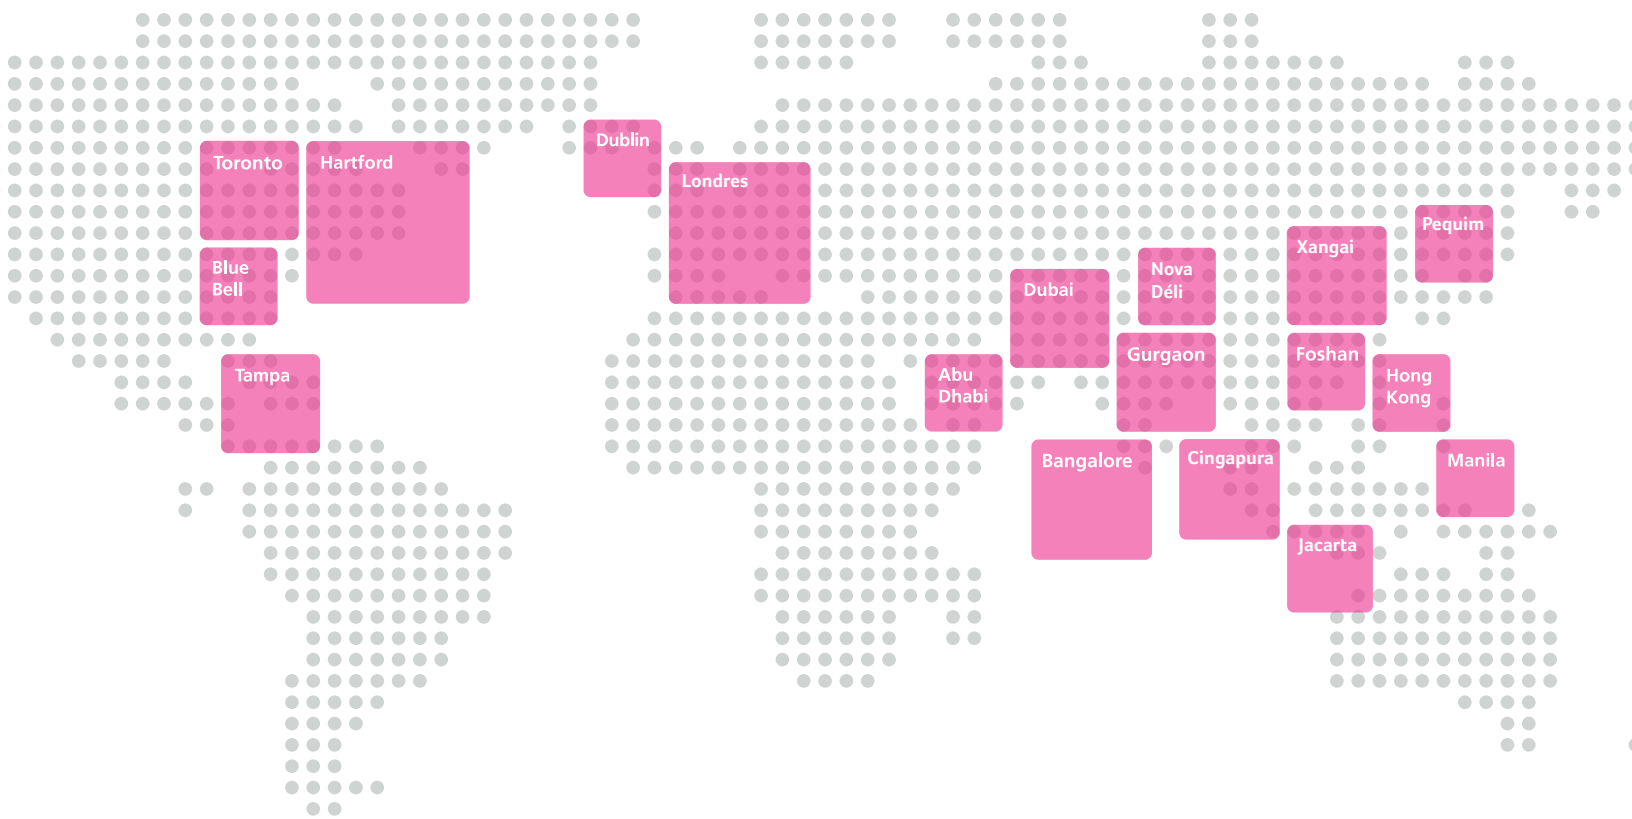 Dublin
Toronto
Hartford
Londres
Pequim
Xangai
Blue
Bell
Nova
Déli
Dubai
Gurgaon
Foshan
Tampa
Abu
Dhabi
Hong
Kong
Bangalore
Cingapura
Manila
Jacarta